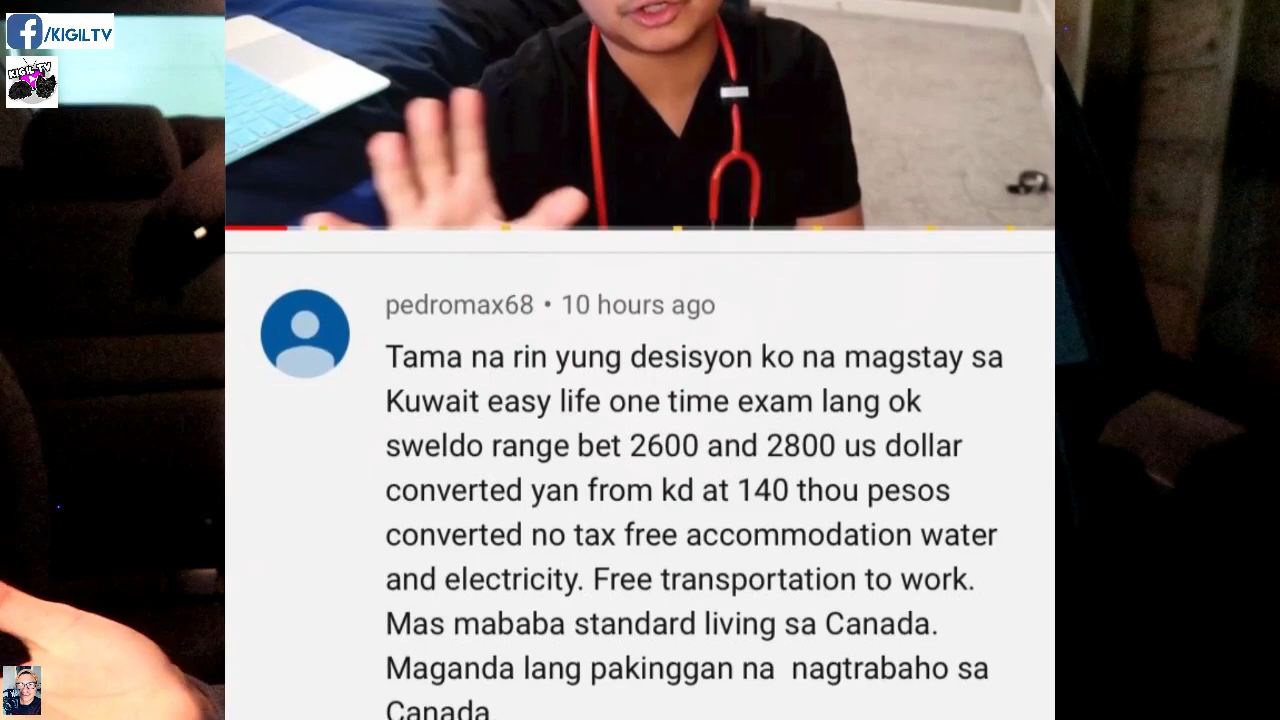 /KIGILTV
KIGIL TV
pedromax68 • 10 hours ago
Tama na rin yung desisyon ko na magstay sa
Kuwait easy life one time exam lang ok
sweldo range bet 2600 and 2800 us dollar
converted yan from kd at 140 thou pesos
converted no tax free accommodation water
and electricity. Free transportation to work.
Mas mababa standard living sa Canada.
Maganda lang pakinggan na nagtrabaho sa
Canada.